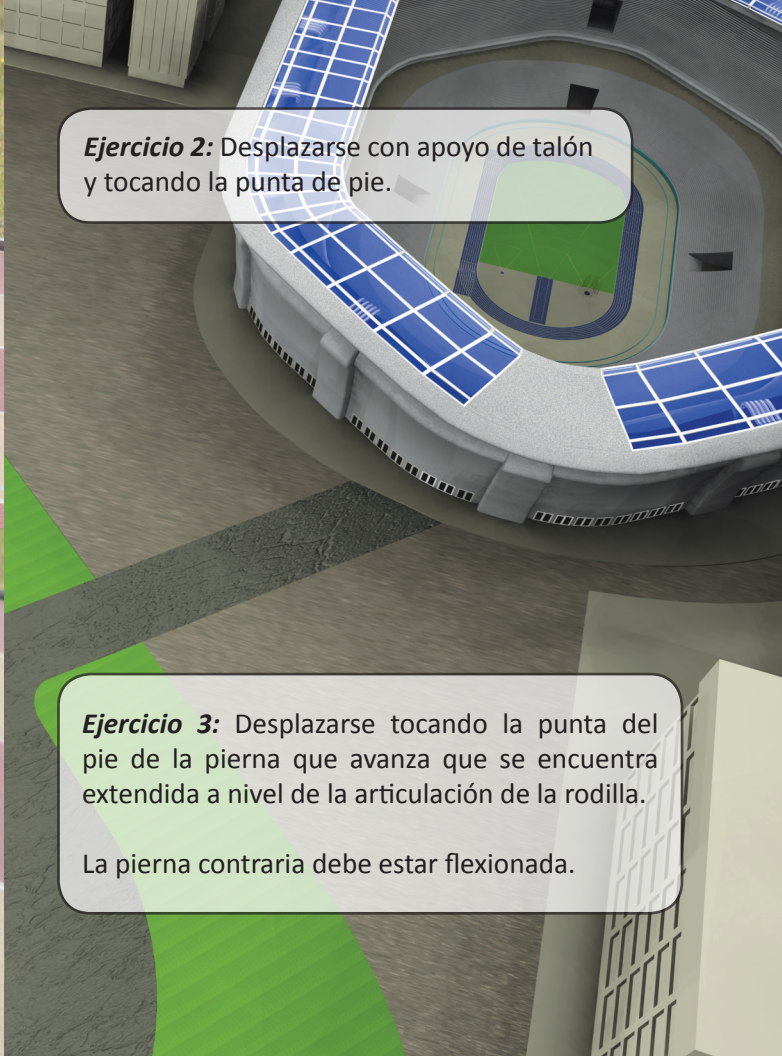 Ejercicio 2: Desplazarse con apoyo de talón
y tocando la punta de pie.
Ejercicio 3: Desplazarse tocando la punta del
pie de la pierna que avanza que se encuentra
extendida a nivel de la articulación de la rodilla.
La pierna contraria debe estar flexionada.